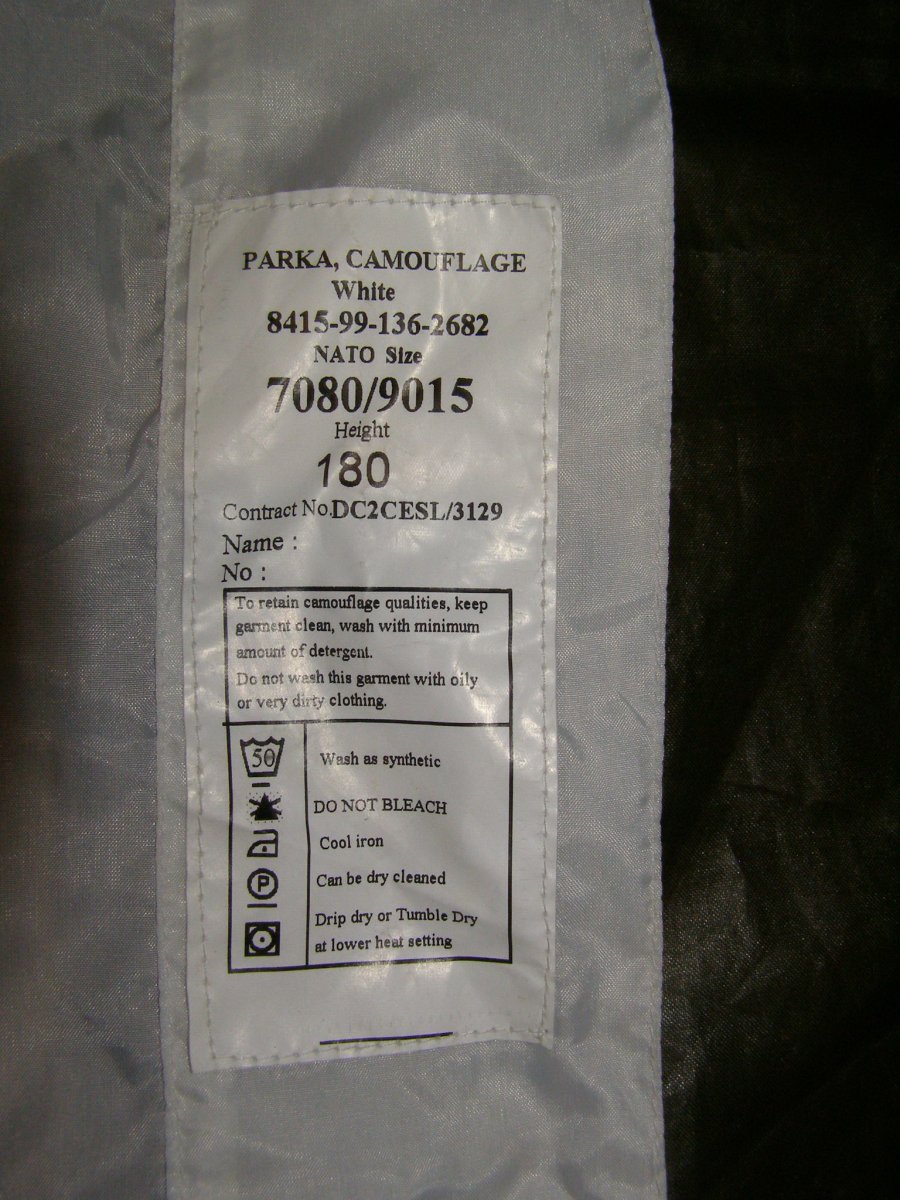 PARKA, CAMOUFLAGE
White
8415-99-136-2682
NATO Size
7080/9015
Height
180
Contract No.DC2CESL/3129
Name :
No :
To retain camouflage qualities, keep
garment clean, wash with minimum
amount of detergent.
Do not wash this garment with oily
or very dirty clothing.
50 Wash as synthetic
DO NOT BLEACH
Cool iron
P Can be dry cleaned
Drip dry or Tumble Dry
at lower heat setting